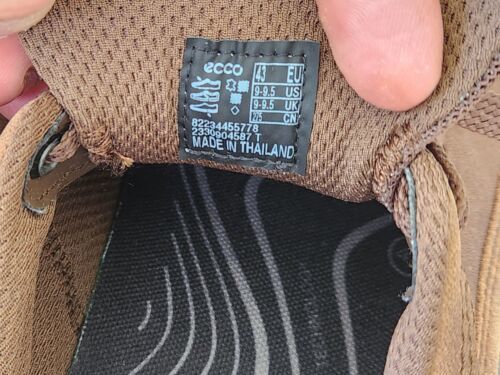 ecco
43 EU
9-9.5 US
9-9.5 UK
275 CN
82234455778
2330904587 T
MADE IN THAILAND